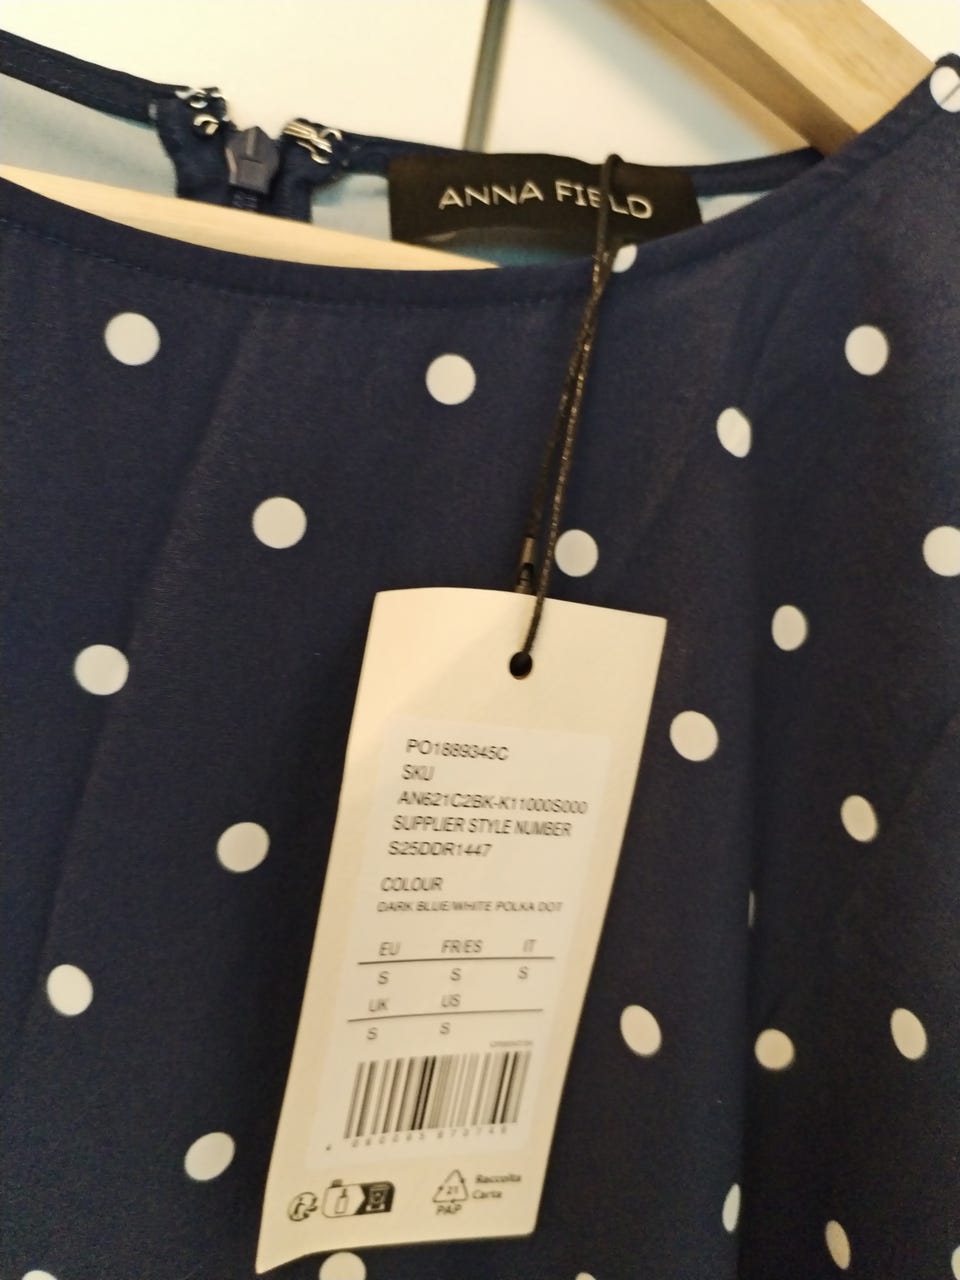 ANNA FIELD
PO1889345C
SKU
AN621C2BK-K11000S000
SUPPLIER STYLE NUMBER
S25DDR1447
COLOUR
DARK BLUE/WHITE POLKA DOT
EU FR/ES IT
S S S
UK US
S S
21
PAP
Raccolta
Carta